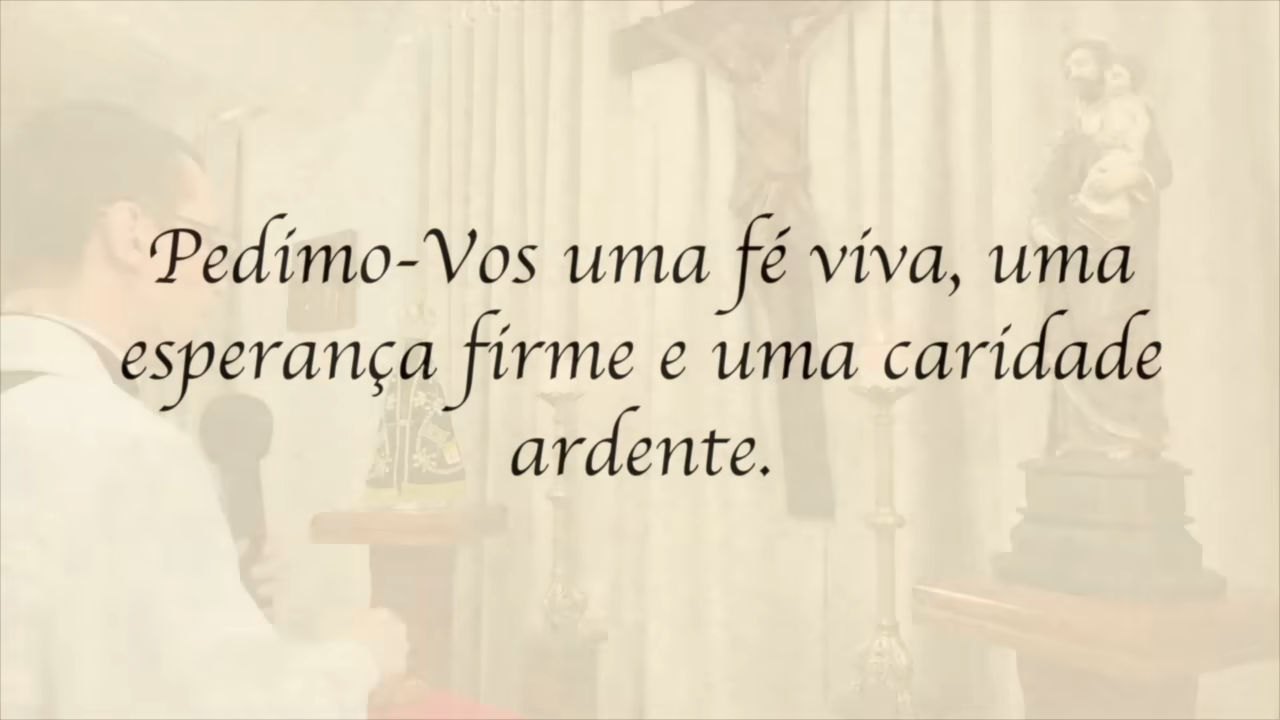 Pedimo-Vos uma fé viva, uma
esperança firme e uma caridade
ardente.